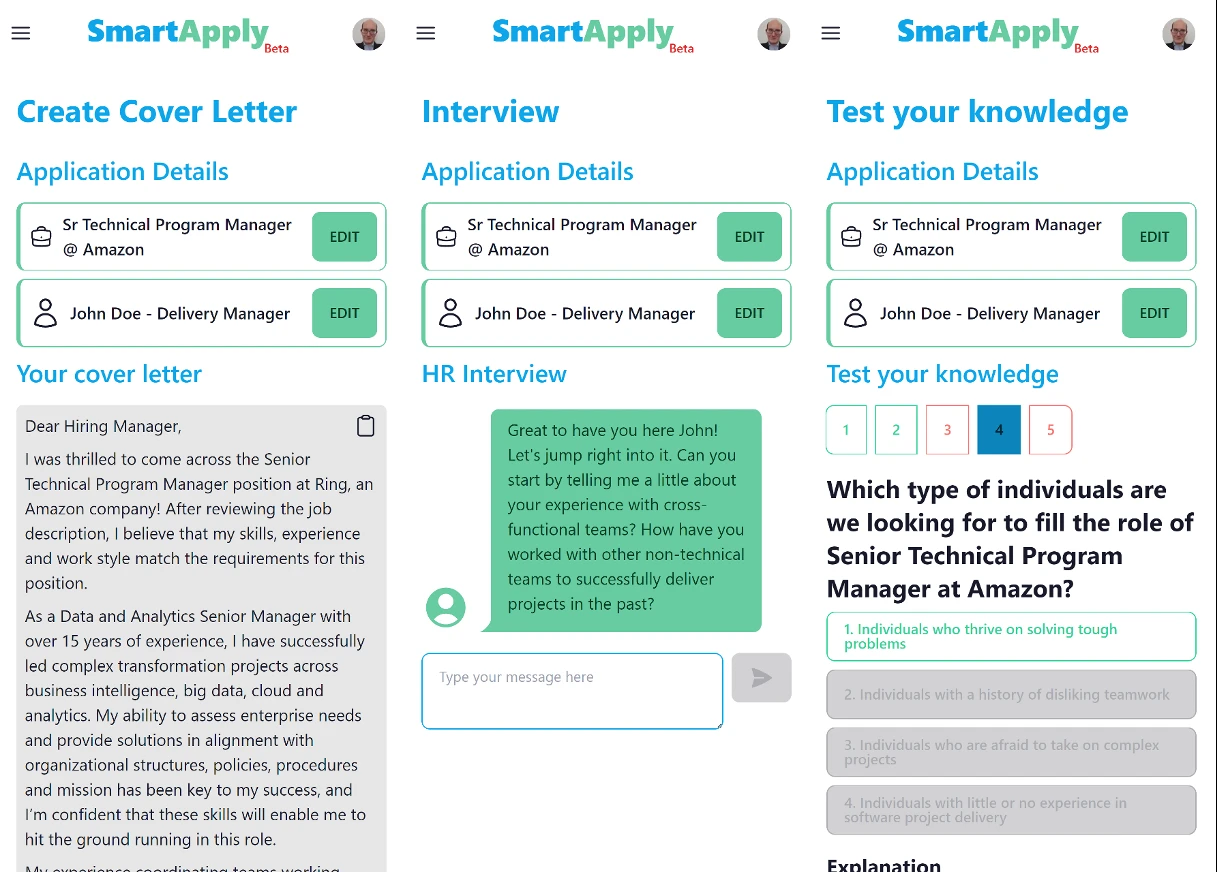 SmartApply
Beta
Create Cover Letter
Application Details
Sr Technical Program Manager
@ Amazon
EDIT
John Doe - Delivery Manager
EDIT
Your cover letter
Dear Hiring Manager,
I was thrilled to come across the Senior
Technical Program Manager position at Ring, an
Amazon company! After reviewing the job
description, I believe that my skills, experience
and work style match the requirements for this
position.
As a Data and Analytics Senior Manager with
over 15 years of experience, I have successfully
led complex transformation projects across
business intelligence, big data, cloud and
analytics. My ability to assess enterprise needs
and provide solutions in alignment with
organizational structures, policies, procedures
and mission has been key to my success, and
I'm confident that these skills will enable me to
hit the ground running in this role.
My experience coordinating teams working
SmartApply
Beta
Interview
Application Details
Sr Technical Program Manager
@ Amazon
EDIT
John Doe - Delivery Manager
EDIT
HR Interview
Great to have you here John!
Let's jump right into it. Can you
start by telling me a little about
your experience with cross-
functional teams? How have you
worked with other non-technical
teams to successfully deliver
projects in the past?
Type your message here
SmartApply
Beta
Test your knowledge
Application Details
Sr Technical Program Manager
@ Amazon
EDIT
John Doe - Delivery Manager
EDIT
Test your knowledge
1 2 3 4 5
Which type of individuals are
we looking for to fill the role of
Senior Technical Program
Manager at Amazon?
1. Individuals who thrive on solving tough
problems
2. Individuals with a history of disliking teamwork
3. Individuals who are afraid to take on complex
projects
4. Individuals with little or no experience in
software project delivery
Explanation